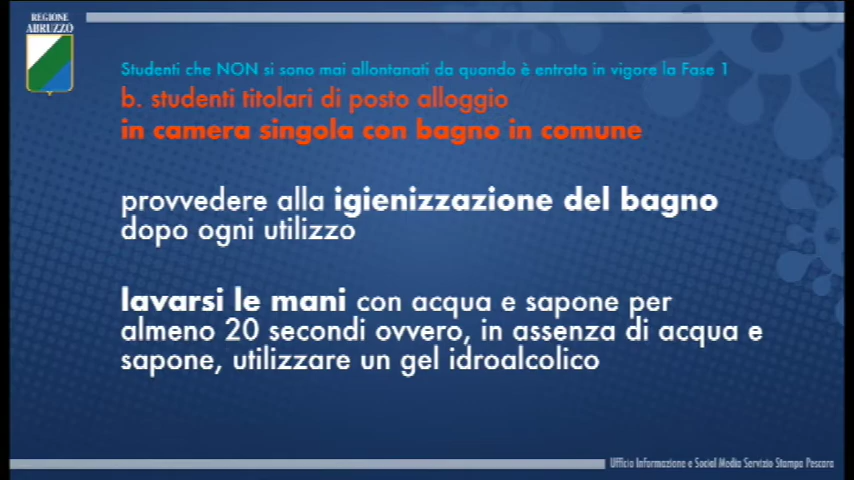 REGIONE
ABRUZZO
Studenti che NON si sono mai allontanati da quando è entrata in vigore la Fase 1
b. studenti titolari di posto alloggio
in camera singola con bagno in comune
provvedere alla igienizzazione del bagno
dopo ogni utilizzo
lavarsi le mani con acqua e sapone per
almeno 20 secondi ovvero, in assenza di acqua e
sapone, utilizzare un gel idroalcolico
Ufficio Informazione e Social Media Servizio Stampa Pescara